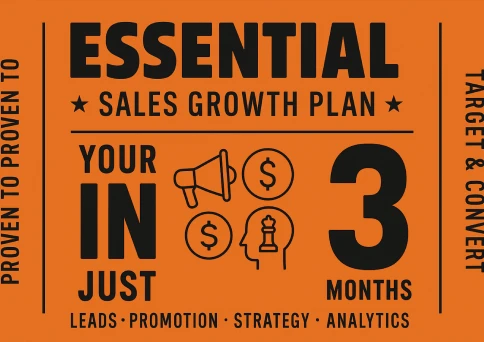 PROVEN TO PROVEN TO
ESSENTIAL
★ SALES GROWTH PLAN ★
YOUR
IN
JUST
$
$
3
MONTHS
LEADS · PROMOTION · STRATEGY · ANALYTICS
TARGET & CONVERT